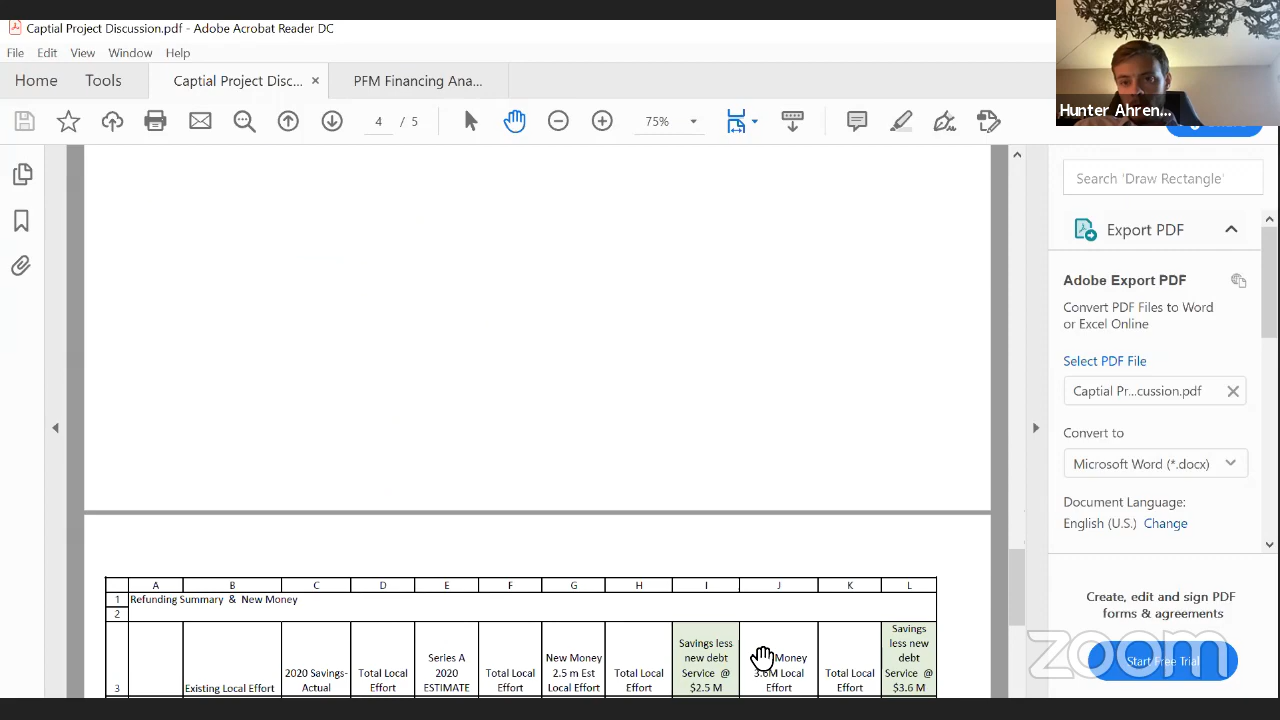 Captial Project Discussion.pdf - Adobe Acrobat Reader DC
File Edit View Window Help
Home Tools Captial Project Disc... × PFM Financing Ana...
4 / 5 75%
Hunter Ahren...
Search 'Draw Rectangle'
Export PDF
Adobe Export PDF
Convert PDF Files to Word
or Excel Online
Select PDF File
Captial Pr...cussion.pdf
Convert to
Microsoft Word (*.docx)
Document Language:
English (U.S.) Change
Create, edit and sign PDF
forms & agreements
Start Free Trial
zoom
A B C D E F G H I J K L
1 Refunding Summary & New Money
2
3
Existing Local Effort
2020 Savings-
Actual
Total Local
Effort
Series A
2020
ESTIMATE
Total Local
Effort
New Money
2.5 m Est
Local Effort
Total Local
Effort
Savings less
new debt
Service @
$2.5 M
Money
3.6M Local
Effort
Total Local
Effort
Savings
less new
debt
Service @
$3.6 M